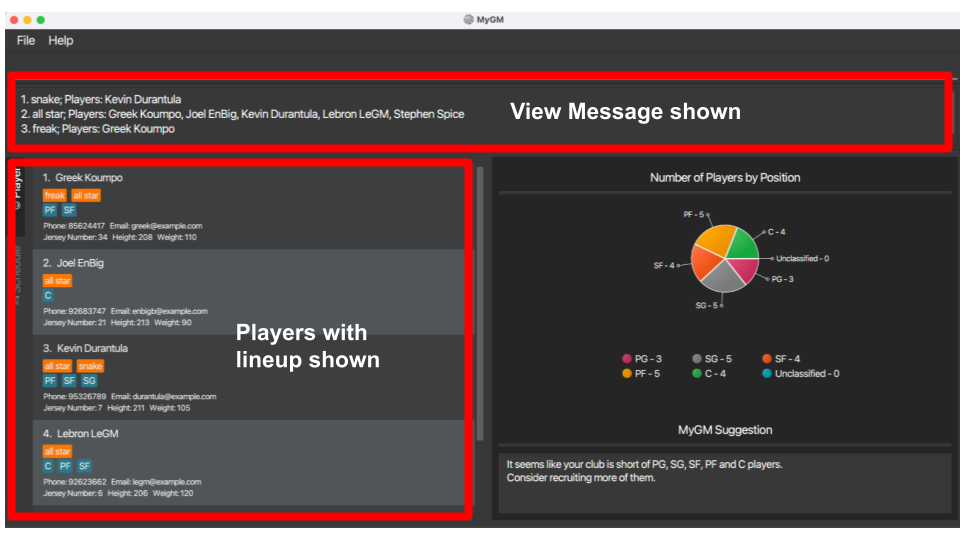 MyGM
File Help
1. snake; Players: Kevin Durantula
2. all star; Players: Greek Koumpo, Joel EnBig, Kevin Durantula, Lebron LeGM, Stephen Spice
3. freak; Players: Greek Koumpo
View Message shown
Player
Schedule
1. Greek Koumpo
freak all star
PF SF
Phone: 85624417 Email: greek@example.com
Jersey Number: 34 Height: 208 Weight: 110
2. Joel EnBig
all star
C
Phone: 92683747 Email: enbigb@example.com
Jersey Number: 21 Height: 213 Weight: 90
3. Kevin Durantula
all star snake
PF SF SG
Phone: 95326789 Email: durantula@example.com
Jersey Number: 7 Height: 211 Weight: 105
4. Lebron LeGM
all star
C PF SF
Phone: 92623662 Email: legm@example.com
Jersey Number: 6 Height: 206 Weight: 120
Players with
lineup shown
Number of Players by Position
PF - 5
C - 4
Unclassified - 0
SF - 4
PG - 3
SG - 5
PG - 3 SG - 5 SF - 4
PF - 5 C - 4 Unclassified - 0
MyGM Suggestion
It seems like your club is short of PG, SG, SF, PF and C players.
Consider recruiting more of them.